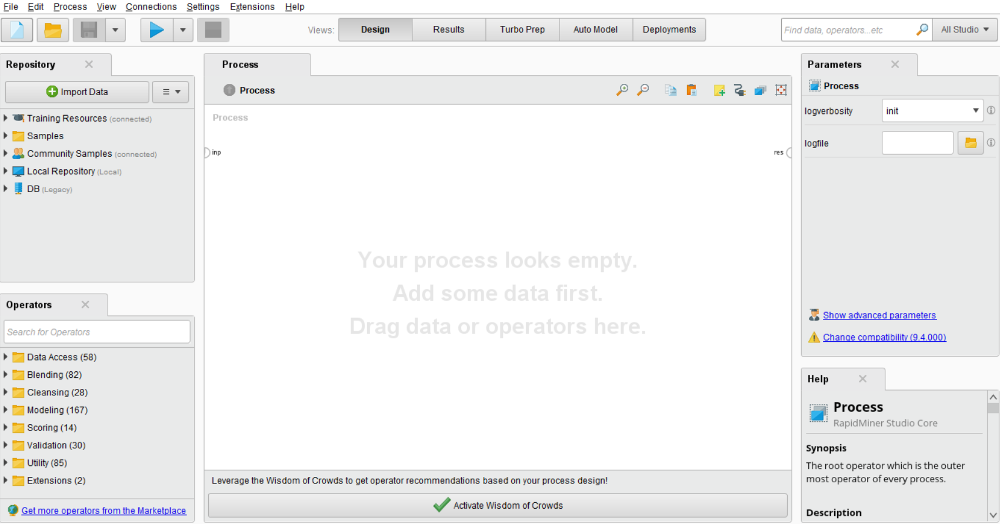 File Edit Process View Connections Settings Extensions Help
Views: Design Results Turbo Prep Auto Model Deployments
Find data, operators...etc All Studio
Repository
Import Data
Training Resources (connected)
Samples
Community Samples (connected)
Local Repository (Local)
DB (Legacy)
Operators
Search for Operators
Data Access (58)
Blending (82)
Cleansing (28)
Modeling (167)
Scoring (14)
Validation (30)
Utility (85)
Extensions (2)
Get more operators from the Marketplace
Process
Process
Process
inp res
Your process looks empty.
Add some data first.
Drag data or operators here.
Leverage the Wisdom of Crowds to get operator recommendations based on your process design!
Activate Wisdom of Crowds
Parameters
Process
logverbosity init
logfile
Show advanced parameters
Change compatibility (9.4.000)
Help
Process
RapidMiner Studio Core
Synopsis
The root operator which is the outer
most operator of every process.
Description